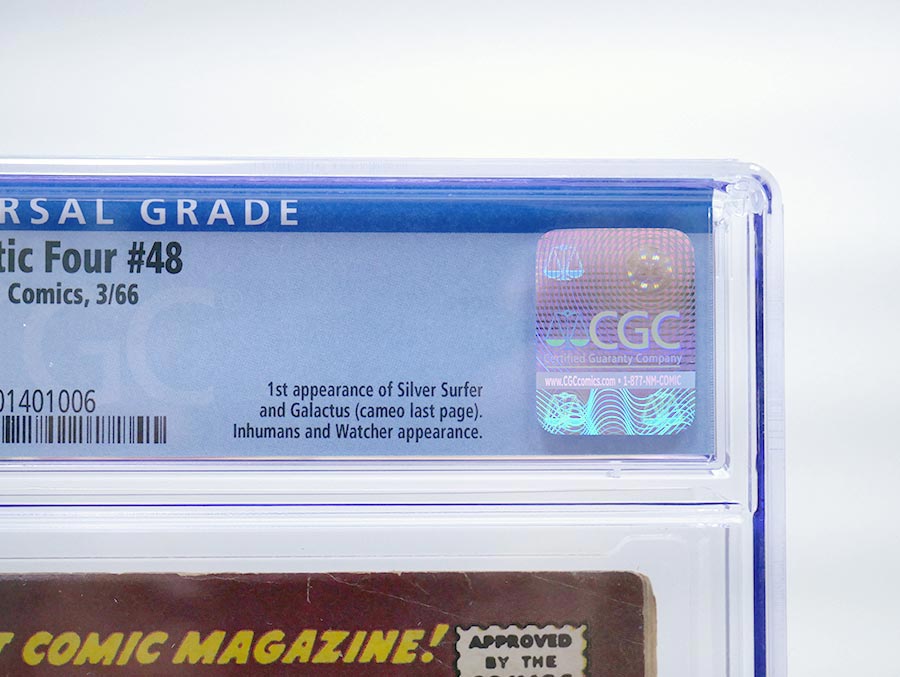 RSAL GRADE
tic Four #48
Comics, 3/66
01401006
1st appearance of Silver Surfer
and Galactus (cameo last page).
Inhumans and Watcher appearance.
CGC
Certified Guaranty Company
www.CGCcomics.com • 1-877-NM-COMIC
T COMIC MAGAZINE!
APPROVED
BY THE
COMICS